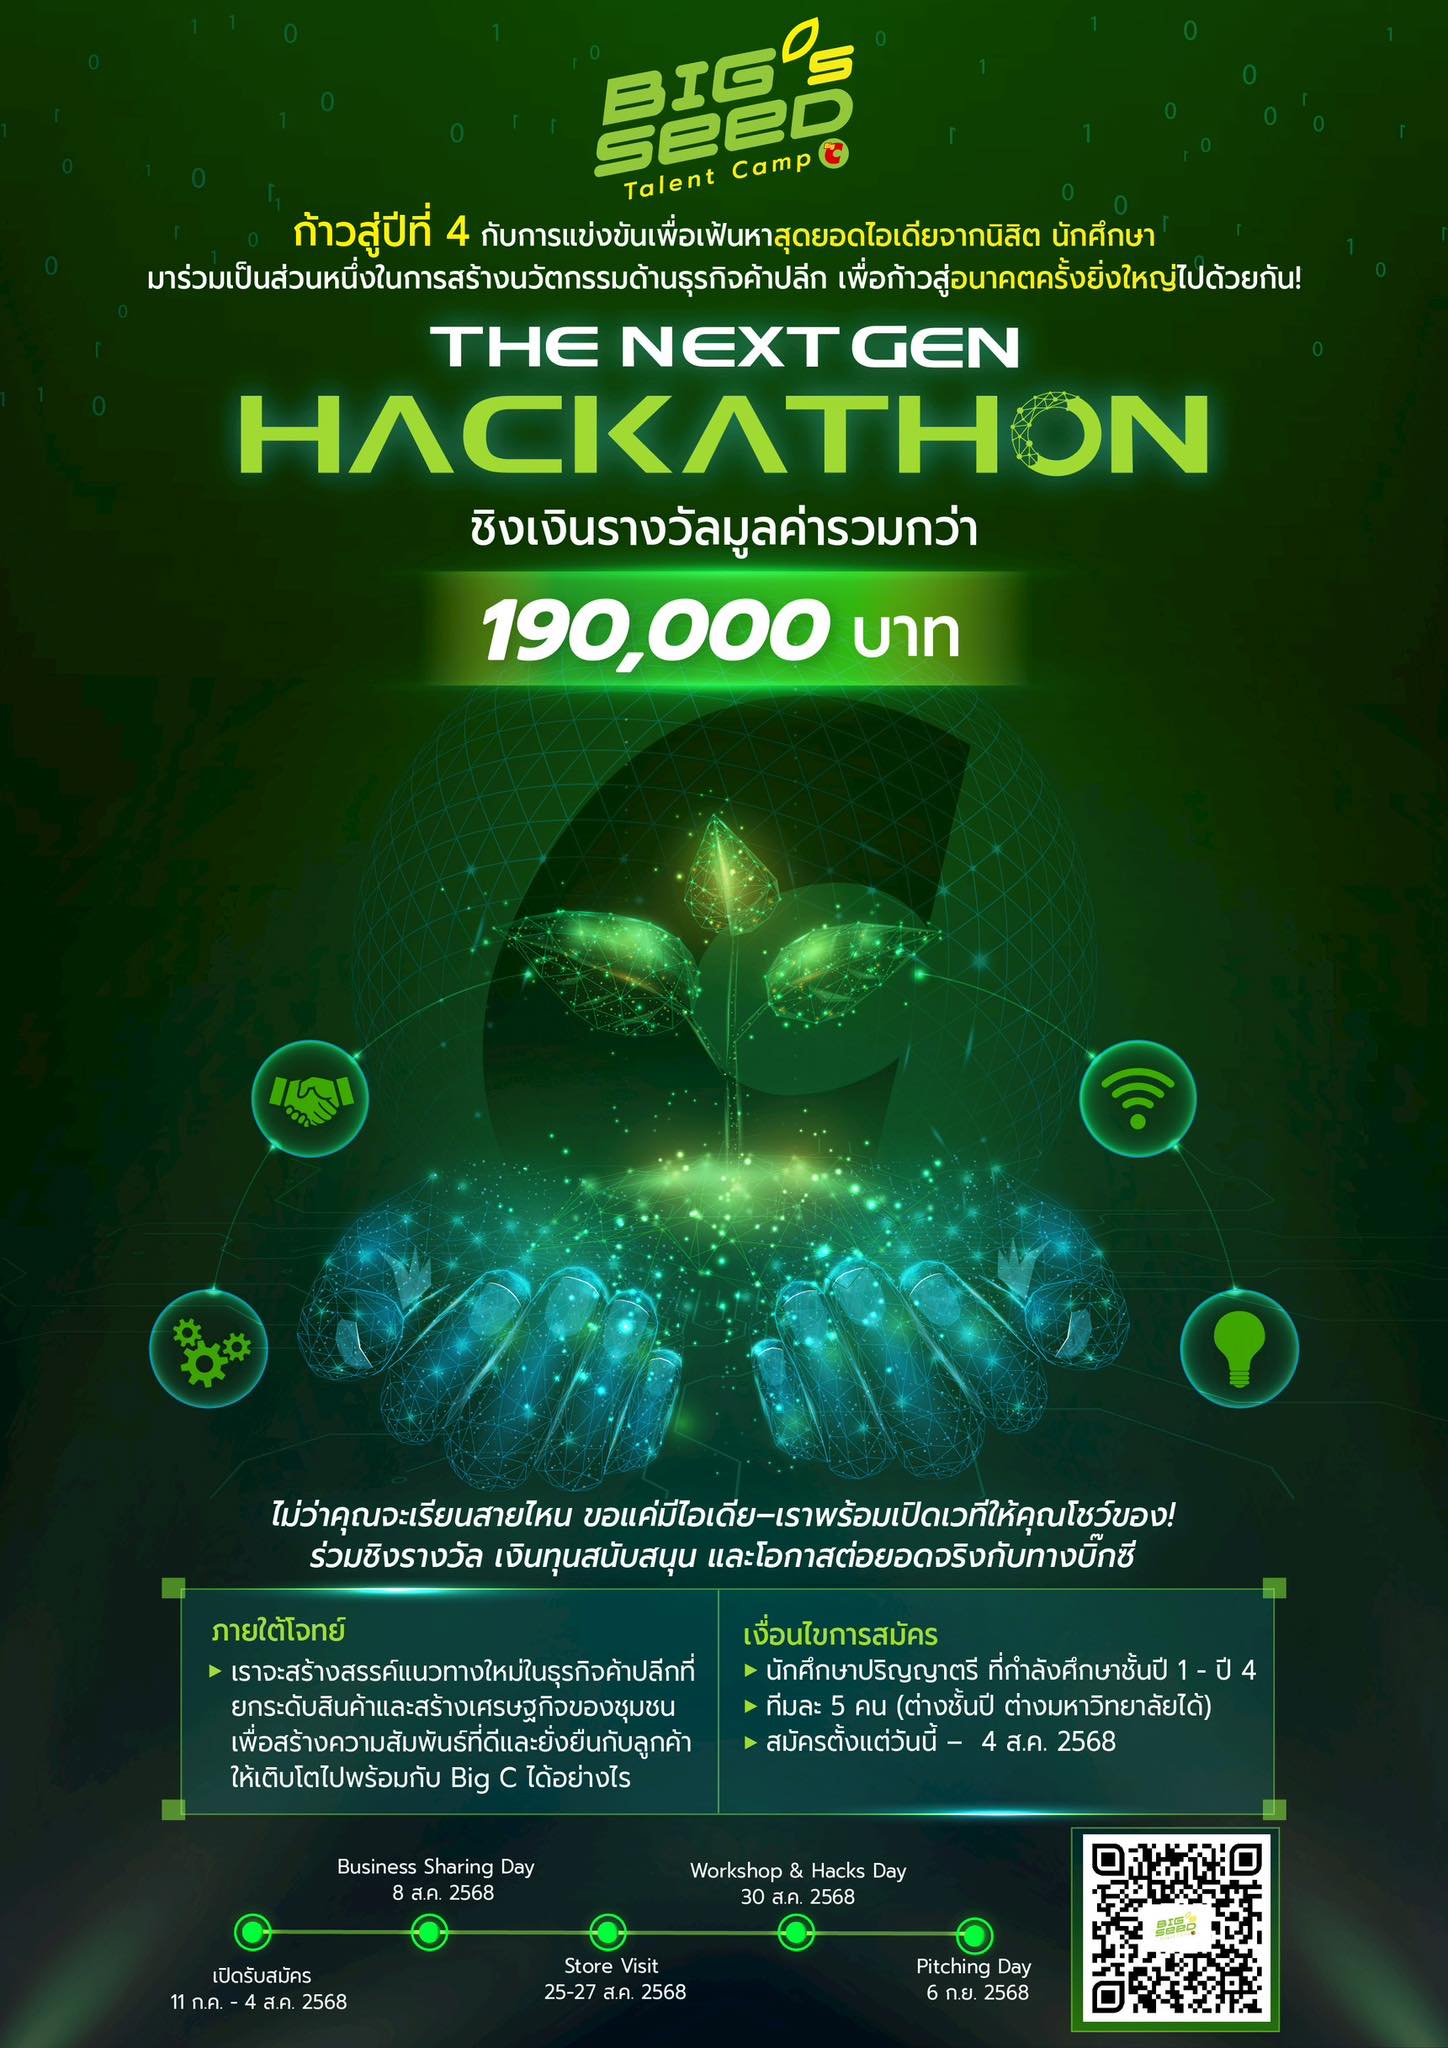 BIG's
SEED
Talent Camp Big C
ก้าวสู่ปีที่ 4 กับการแข่งขันเพื่อเฟ้นหาสุดยอดไอเดียจากนิสิต นักศึกษา
มาร่วมเป็นส่วนหนึ่งในการสร้างนวัตกรรมด้านธุรกิจค้าปลีก เพื่อก้าวสู่อนาคตครั้งยิ่งใหญ่ไปด้วยกัน!
THE NEXT GEN
HACKATHON
ชิงเงินรางวัลมูลค่ารวมกว่า
190,000 บาท
ไม่ว่าคุณจะเรียนสายไหน ขอแค่มีไอเดีย–เราพร้อมเปิดเวทีให้คุณโชว์ของ!
ร่วมชิงรางวัล เงินทุนสนับสนุน และโอกาสต่อยอดจริงกับทางบิ๊กซี
ภายใต้โจทย์
เราจะสร้างสรรค์แนวทางใหม่ในธุรกิจค้าปลีกที่
ยกระดับสินค้าและสร้างเศรษฐกิจของชุมชน
เพื่อสร้างความสัมพันธ์ที่ดีและยั่งยืนกับลูกค้า
ให้เติบโตไปพร้อมกับ Big C ได้อย่างไร
เงื่อนไขการสมัคร
นักศึกษาปริญญาตรี ที่กำลังศึกษาชั้นปี 1 - ปี 4
ทีมละ 5 คน (ต่างชั้นปี ต่างมหาวิทยาลัยได้)
สมัครตั้งแต่วันนี้ – 4 ส.ค. 2568
เปิดรับสมัคร
11 ก.ค. - 4 ส.ค. 2568
Business Sharing Day
8 ส.ค. 2568
Store Visit
25-27 ส.ค. 2568
Workshop & Hacks Day
30 ส.ค. 2568
Pitching Day
6 ก.ย. 2568
BIG's
SEED